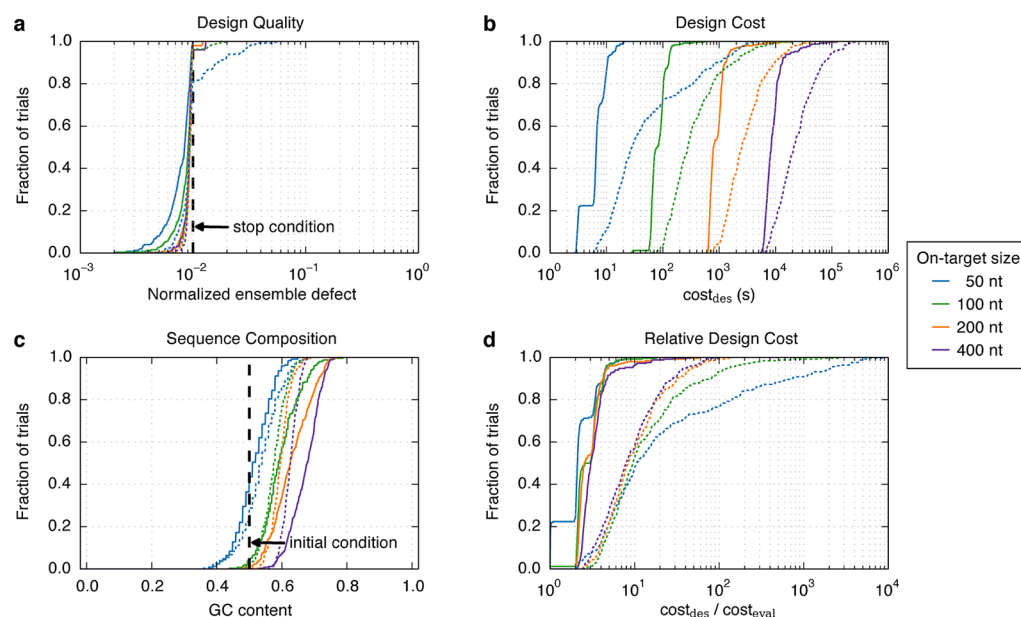 a
Design Quality
Fraction of trials
1.0
0.8
0.6
0.4
0.2
0.0
10⁻³
10⁻²
10⁻¹
10⁰
stop condition
Normalized ensemble defect
b
Design Cost
Fraction of trials
1.0
0.8
0.6
0.4
0.2
0.0
10⁰
10¹
10²
10³
10⁴
10⁵
10⁶
cost_des (s)
On-target size
50 nt
100 nt
200 nt
400 nt
c
Sequence Composition
Fraction of trials
1.0
0.8
0.6
0.4
0.2
0.0
0.0
0.2
0.4
0.6
0.8
1.0
initial condition
GC content
d
Relative Design Cost
Fraction of trials
1.0
0.8
0.6
0.4
0.2
0.0
10⁰
10¹
10²
10³
10⁴
cost_des / cost_eval